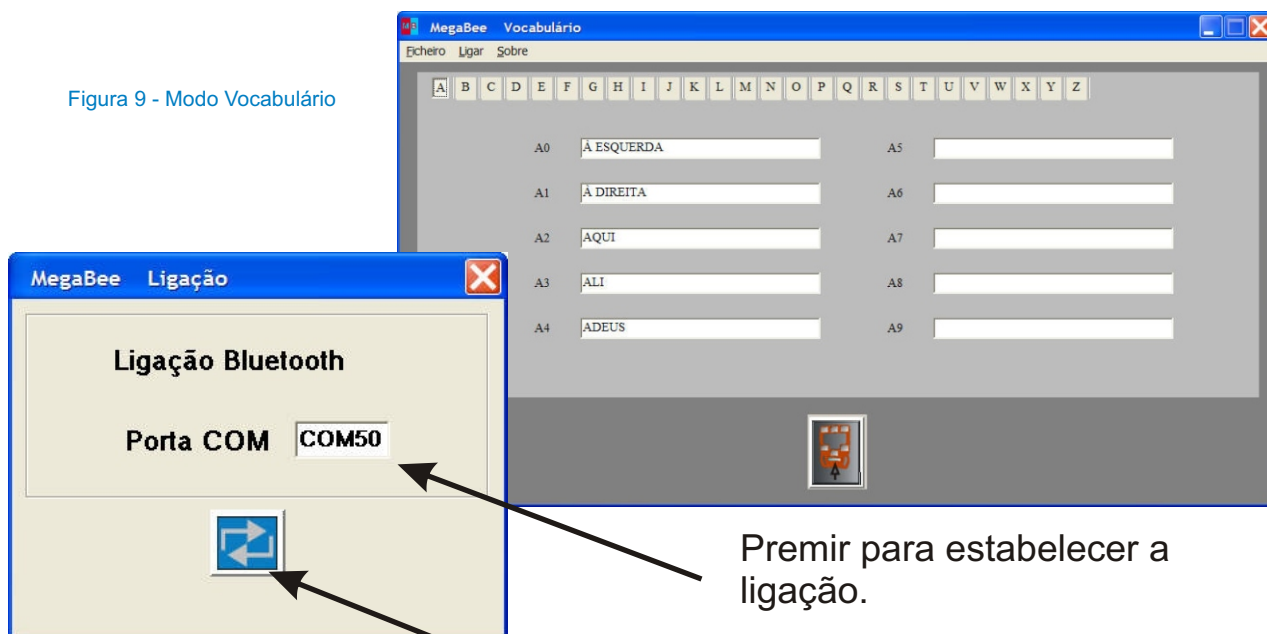 MegaBee Vocabulário
Ficheiro Ligar Sobre
Figura 9 - Modo Vocabulário
A B C D E F G H I J K L M N O P Q R S T U V W X Y Z
A0 À ESQUERDA A5
A1 À DIREITA A6
A2 AQUI A7
A3 ALI A8
A4 ADEUS A9
MegaBee Ligação
Ligação Bluetooth
Porta COM COM50
Premir para estabelecer a
ligação.